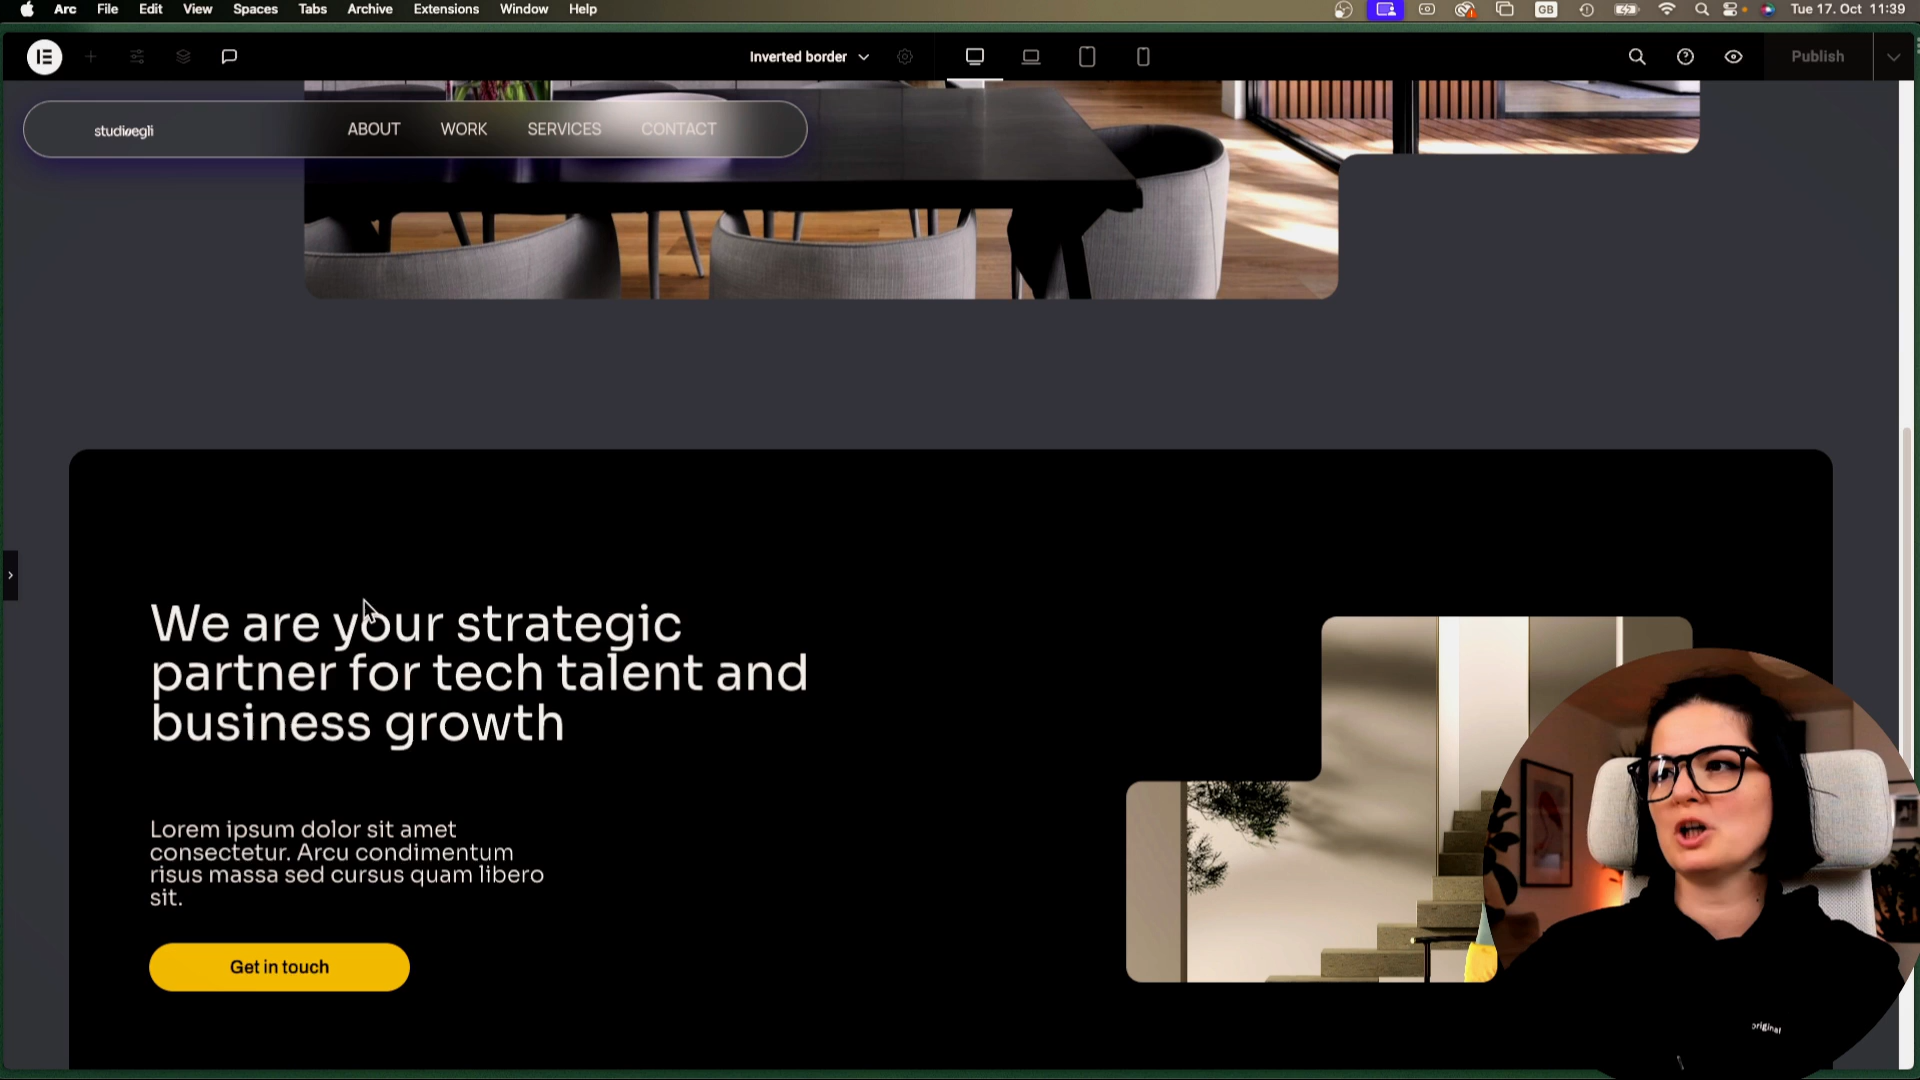 Arc File Edit View Spaces Tabs Archive Extensions Window Help GB Tue 17. Oct 11:39
Inverted border Publish
studioegli ABOUT WORK SERVICES CONTACT
We are your strategic
partner for tech talent and
business growth
Lorem ipsum dolor sit amet
consectetur. Arcu condimentum
risus massa sed cursus quam libero
sit.
Get in touch
original